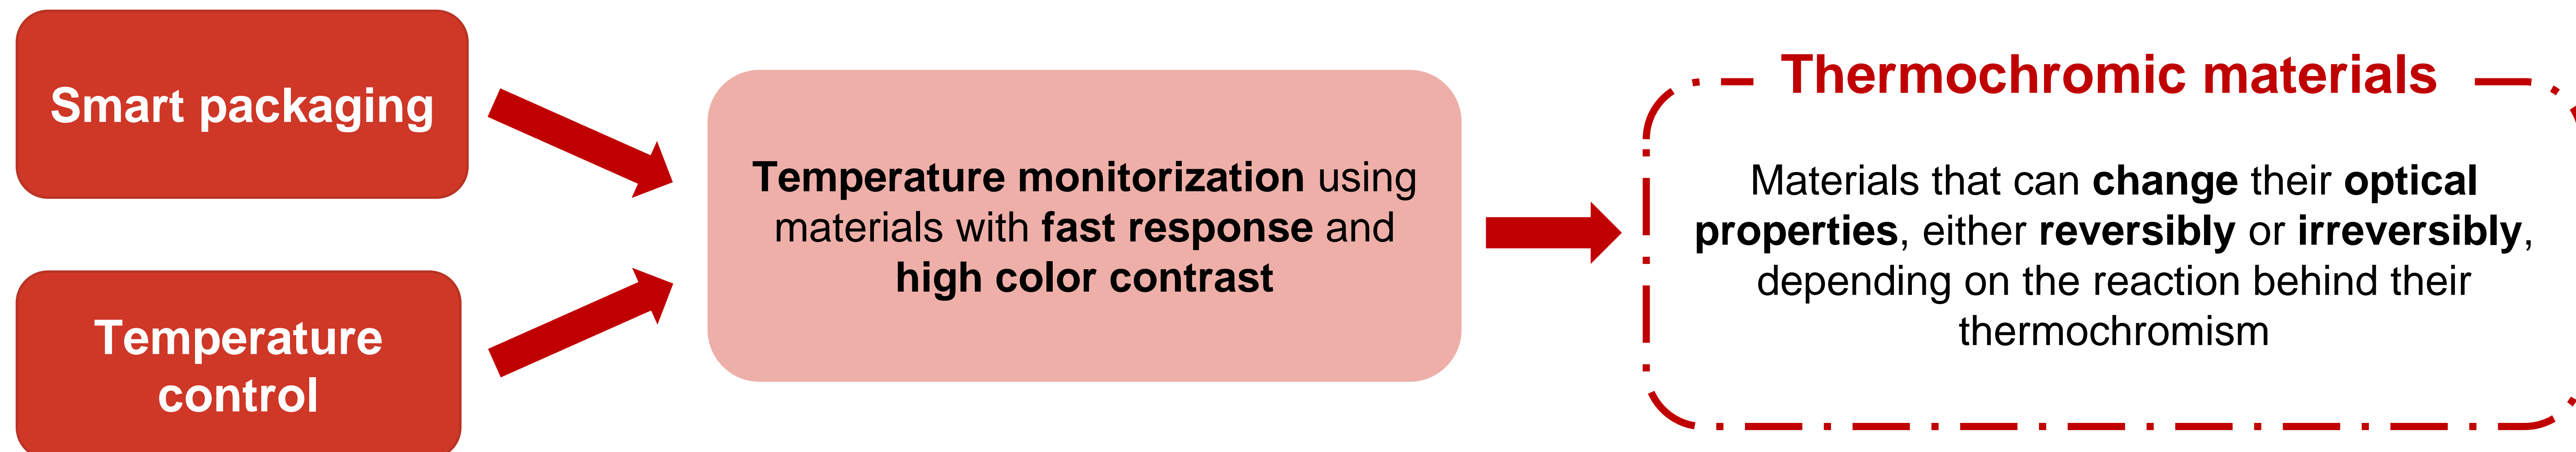 Smart packaging
Temperature
control
Temperature monitorization using
materials with fast response and
high color contrast
Thermochromic materials
Materials that can change their optical
properties, either reversibly or irreversibly,
depending on the reaction behind their
thermochromism